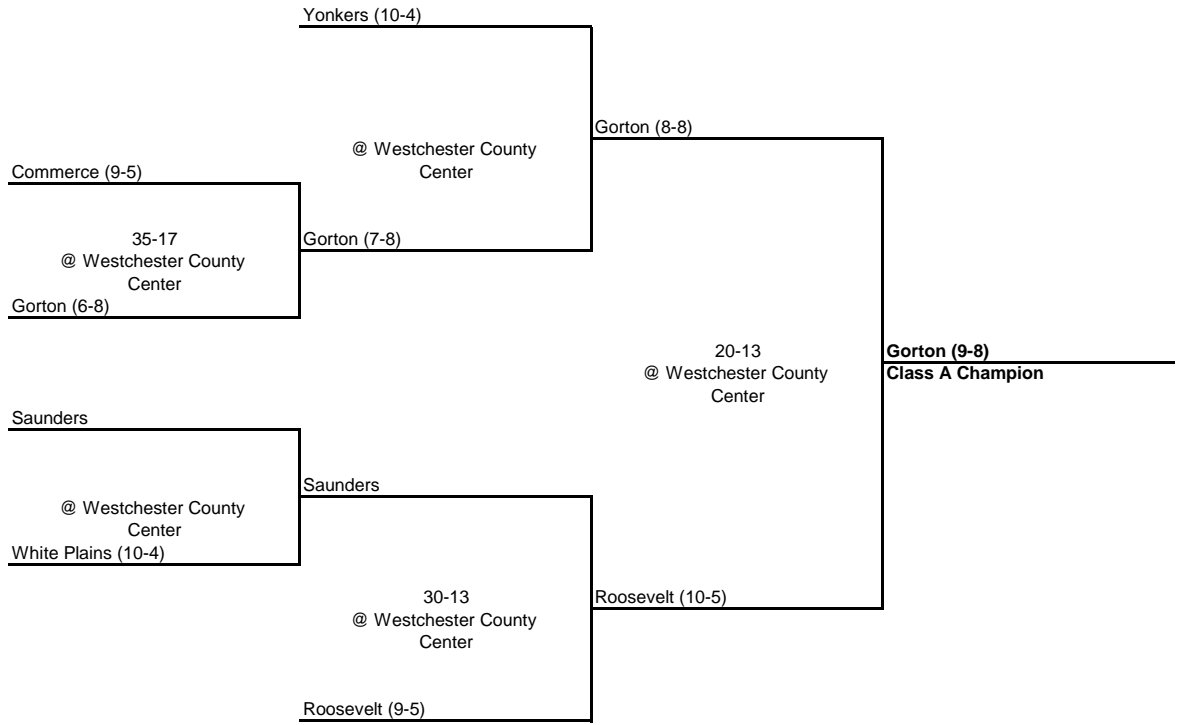 Yonkers (10-4)
Gorton (8-8)
@ Westchester County
Center
Commerce (9-5)
35-17
@ Westchester County
Center
Gorton (7-8)
Gorton (6-8)
20-13
@ Westchester County
Center
Gorton (9-8)
Class A Champion
Saunders
Saunders
@ Westchester County
Center
White Plains (10-4)
30-13
@ Westchester County
Center
Roosevelt (10-5)
Roosevelt (9-5)